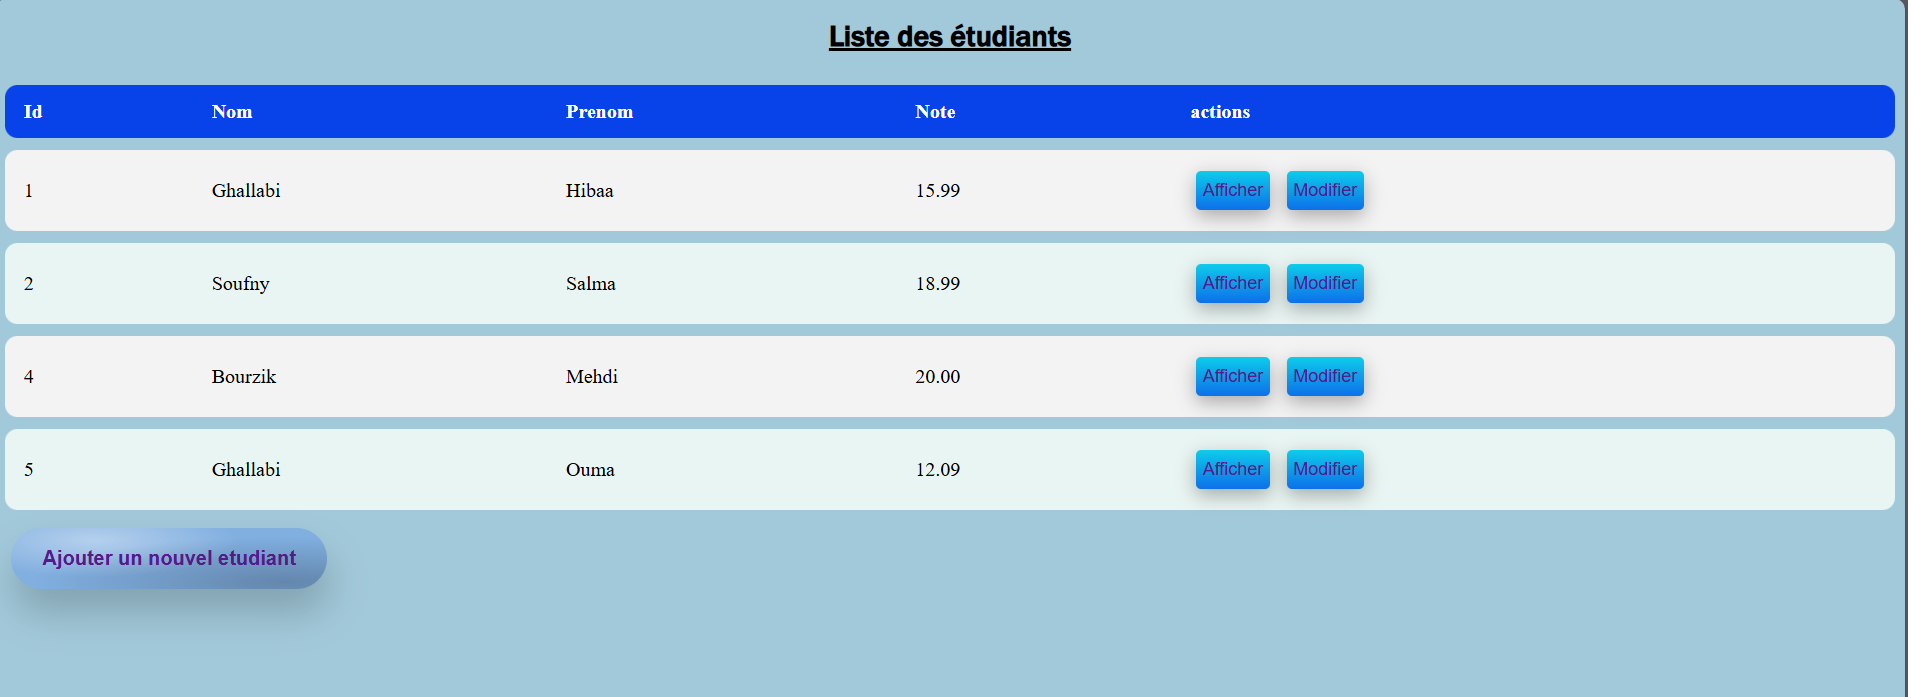 Liste des étudiants
Id Nom Prenom Note actions
1 Ghallabi Hibaa 15.99 Afficher Modifier
2 Soufny Salma 18.99 Afficher Modifier
4 Bourzik Mehdi 20.00 Afficher Modifier
5 Ghallabi Ouma 12.09 Afficher Modifier
Ajouter un nouvel etudiant